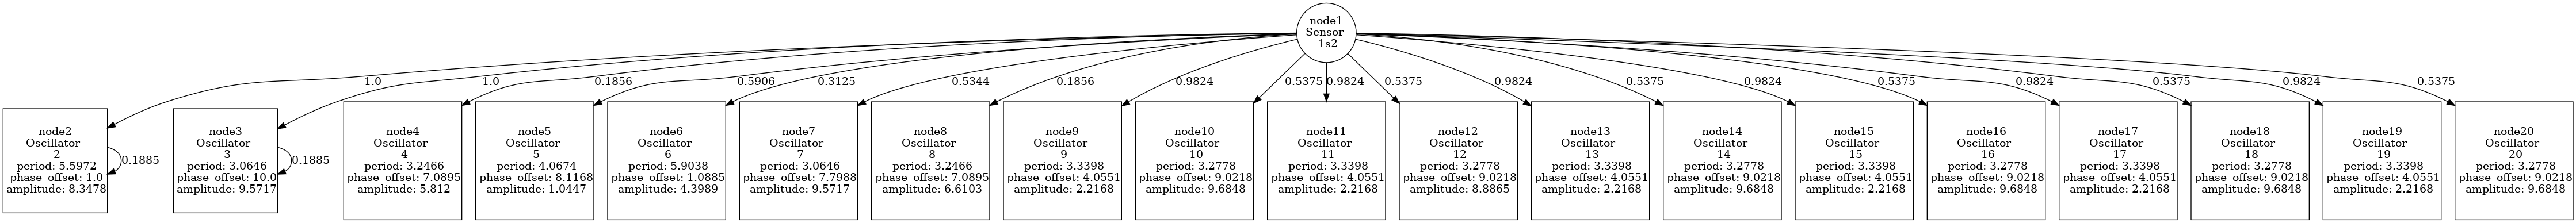 node1
Sensor
1s2
-1.0
-1.0
0.1856
0.5906
-0.3125
-0.5344
0.1856
0.9824
-0.5375
0.9824
-0.5375
0.9824
-0.5375
0.9824
-0.5375
0.9824
-0.5375
0.9824
-0.5375
node2
Oscillator
2
period: 5.5972
phase_offset: 1.0
amplitude: 8.3478
0.1885
node3
Oscillator
3
period: 3.0646
phase_offset: 10.0
amplitude: 9.5717
0.1885
node4
Oscillator
4
period: 3.2466
phase_offset: 7.0895
amplitude: 5.812
node5
Oscillator
5
period: 4.0674
phase_offset: 8.1168
amplitude: 1.0447
node6
Oscillator
6
period: 5.9038
phase_offset: 1.0885
amplitude: 4.3989
node7
Oscillator
7
period: 3.0646
phase_offset: 7.7988
amplitude: 9.5717
node8
Oscillator
8
period: 3.2466
phase_offset: 7.0895
amplitude: 6.6103
node9
Oscillator
9
period: 3.3398
phase_offset: 4.0551
amplitude: 2.2168
node10
Oscillator
10
period: 3.2778
phase_offset: 9.0218
amplitude: 9.6848
node11
Oscillator
11
period: 3.3398
phase_offset: 4.0551
amplitude: 2.2168
node12
Oscillator
12
period: 3.2778
phase_offset: 9.0218
amplitude: 8.8865
node13
Oscillator
13
period: 3.3398
phase_offset: 4.0551
amplitude: 2.2168
node14
Oscillator
14
period: 3.2778
phase_offset: 9.0218
amplitude: 9.6848
node15
Oscillator
15
period: 3.3398
phase_offset: 4.0551
amplitude: 2.2168
node16
Oscillator
16
period: 3.2778
phase_offset: 9.0218
amplitude: 9.6848
node17
Oscillator
17
period: 3.3398
phase_offset: 4.0551
amplitude: 2.2168
node18
Oscillator
18
period: 3.2778
phase_offset: 9.0218
amplitude: 9.6848
node19
Oscillator
19
period: 3.3398
phase_offset: 4.0551
amplitude: 2.2168
node20
Oscillator
20
period: 3.2778
phase_offset: 9.0218
amplitude: 9.6848